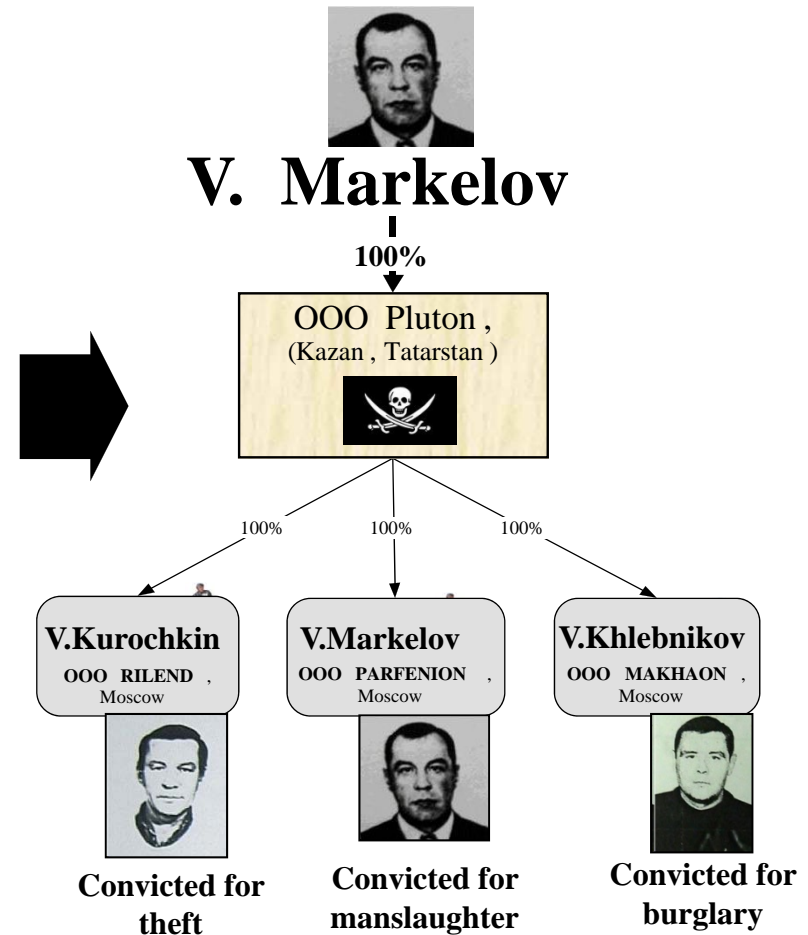 V. Markelov
100%
OOO Pluton ,
(Kazan , Tatarstan )
100%
100%
100%
V.Kurochkin
OOO RILEND ,
Moscow
V.Markelov
OOO PARFENION ,
Moscow
V.Khlebnikov
OOO MAKHAON ,
Moscow
Convicted for
theft
Convicted for
manslaughter
Convicted for
burglary